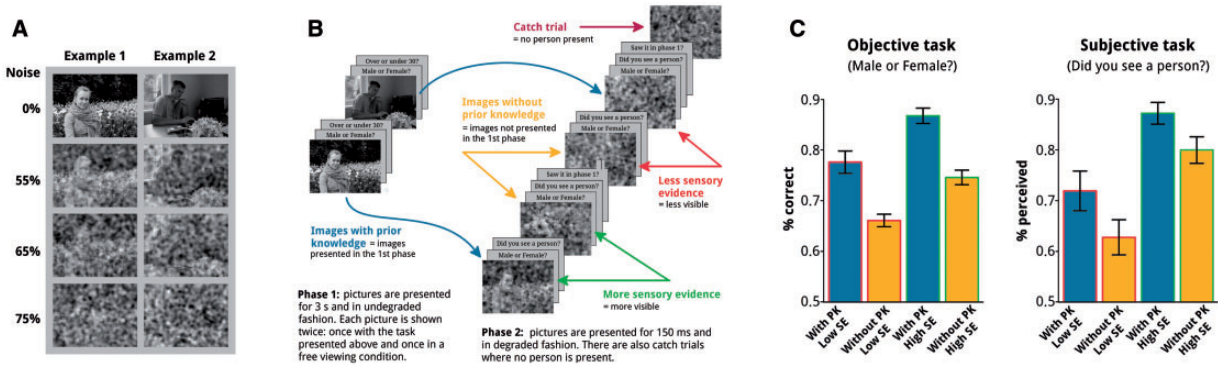 A
Example 1
Example 2
Noise
0%
55%
65%
75%
B
Over or under 30?
Male or Female?
Over or under 30?
Male or Female?
Images with prior
knowledge = images
presented in the 1st phase
Phase 1: pictures are presented
for 3 s and in undegraded
fashion. Each picture is shown
twice: once with the task
presented above and once in a
free viewing condition.
Catch trial
= no person present
Saw it in phase 1?
Did you see a person?
Male or Female?
Images without
prior knowledge
= images not presented
in the 1st phase
Did you see a person?
Male or Female?
Less sensory
evidence
= less visible
Saw it in phase 1?
Did you see a person?
Male or Female?
Did you see a person?
Male or Female?
More sensory evidence
= more visible
Phase 2: pictures are presented for 150 ms and
in degraded fashion. There are also catch trials
where no person is present.
C
Objective task
(Male or Female?)
% correct
0.9
0.8
0.7
0.6
0.5
With PK
Low SE
Without PK
Low SE
With PK
High SE
Without PK
High SE
Subjective task
(Did you see a person?)
% perceived
0.9
0.8
0.7
0.6
0.5
With PK
Low SE
Without PK
Low SE
With PK
High SE
Without PK
High SE